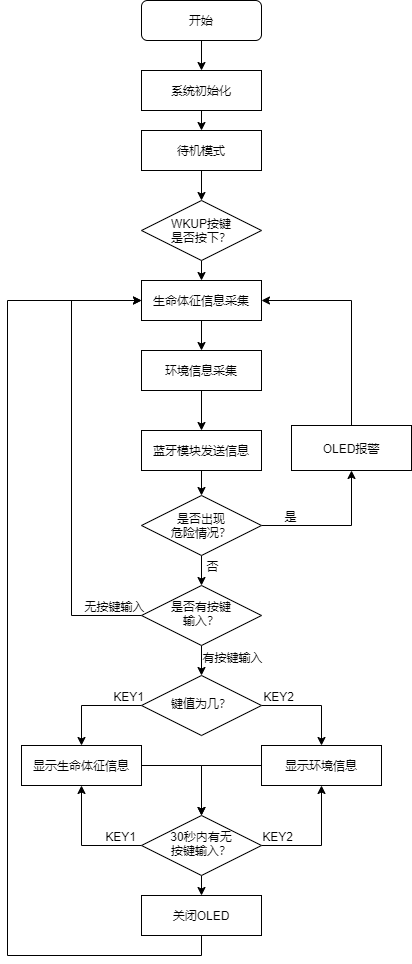 开始
系统初始化
待机模式
WKUP按键
是否按下?
生命体征信息采集
环境信息采集
蓝牙模块发送信息
OLED报警
是否出现
危险情况?
是
否
无按键输入
是否有按键
输入?
有按键输入
KEY1
键值为几?
KEY2
显示生命体征信息
显示环境信息
KEY1
30秒内有无
按键输入?
KEY2
关闭OLED